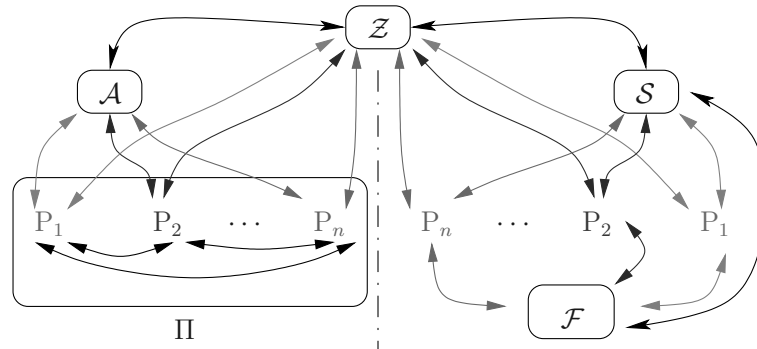 𝒵
𝒜 𝒮
P₁ P₂ ⋯ Pₙ Pₙ ⋯ P₂ P₁
Π ℱ